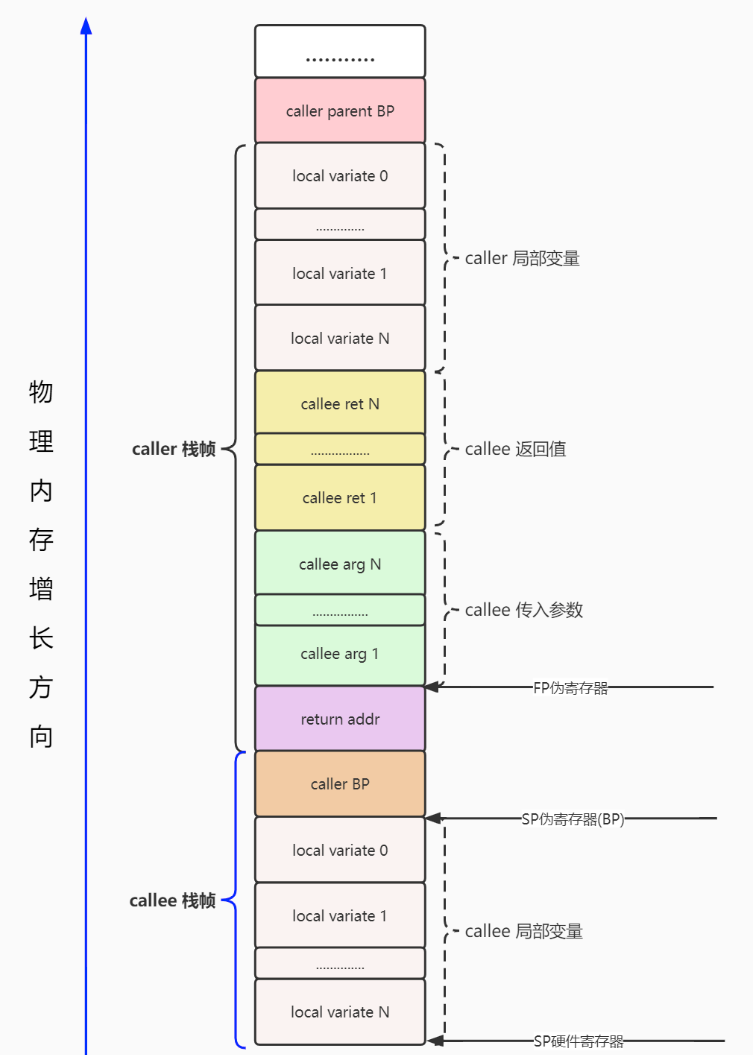 ...........
caller parent BP
local variate 0
..............
local variate 1
caller 局部变量
local variate N
callee ret N
caller 栈帧
.................
callee 返回值
callee ret 1
callee arg N
................
callee 传入参数
callee arg 1
FP伪寄存器
return addr
caller BP
SP伪寄存器(BP)
local variate 0
callee 栈帧
local variate 1
callee 局部变量
..............
local variate N
SP硬件寄存器
物
理
内
存
增
长
方
向